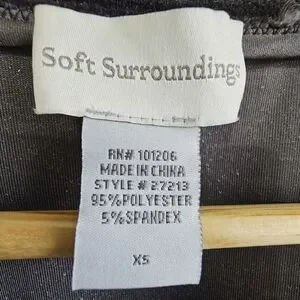 Soft Surroundings
RN# 101206
MADE IN CHINA
STYLE # 27213
95%POLYESTER
5%SPANDEX
XS